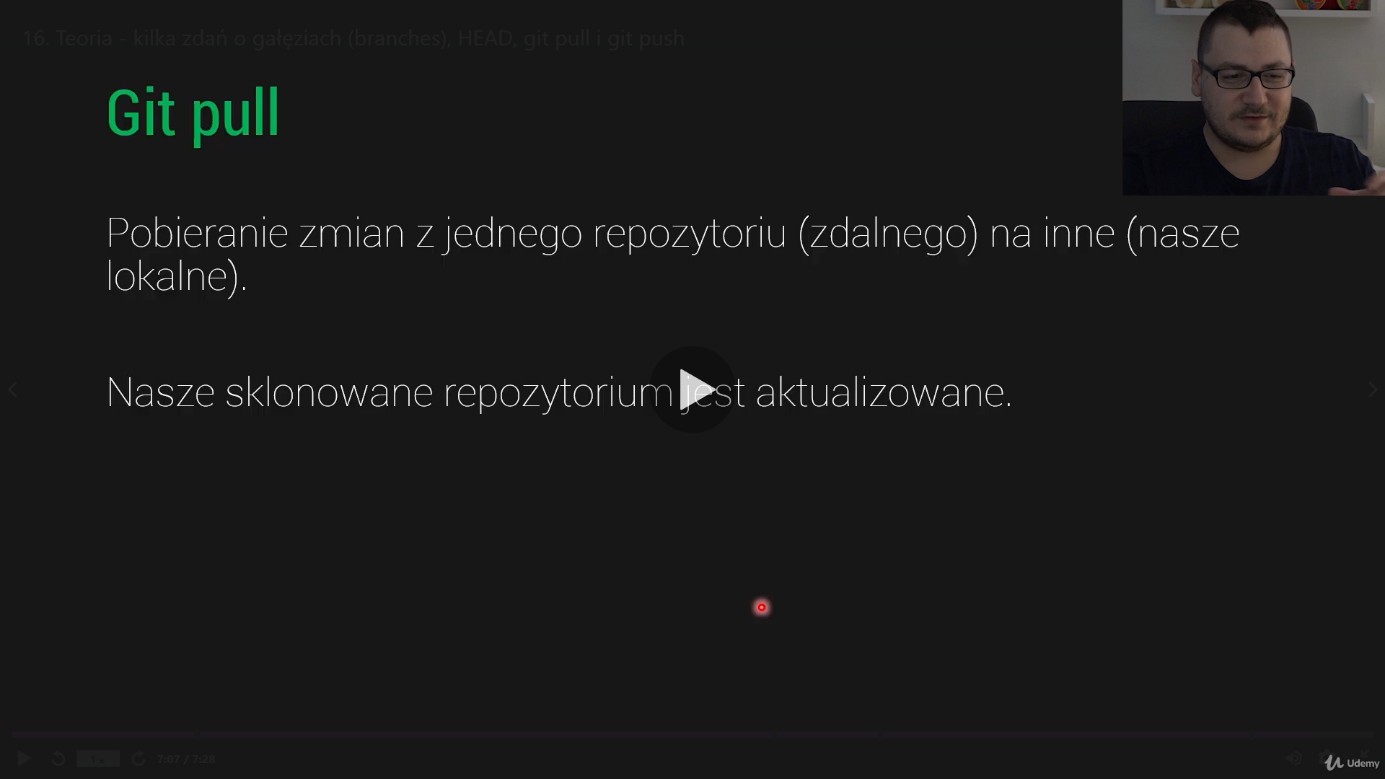 16. Teoria - kilka zdań o gałęziach (branches), HEAD, git pull i git push
Git pull
Pobieranie zmian z jednego repozytoriu (zdalnego) na inne (nasze
lokalne).
Nasze sklonowane repozytorium jest aktualizowane.
7:07 / 7:28
Udemy